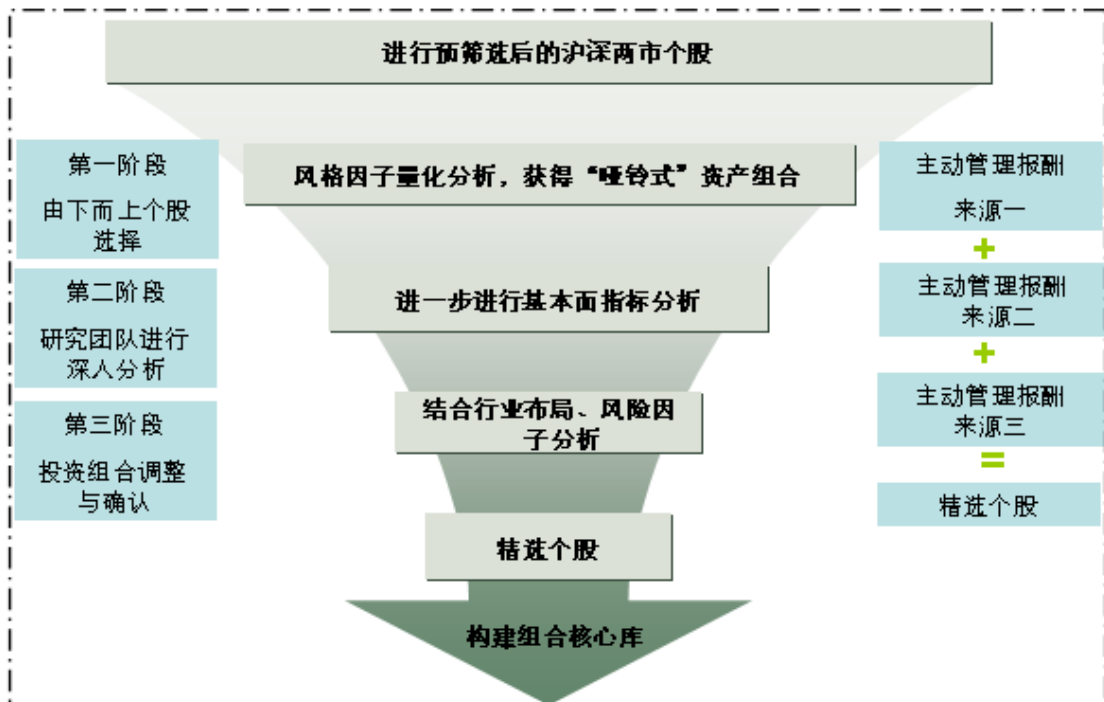 进行预筛选后的沪深两市个股
第一阶段
由下而上个股
选择
风格因子量化分析，获得“哑铃式”资产组合
主动管理报酬
来源一
+
第二阶段
研究团队进行
深入分析
进一步进行基本面指标分析
主动管理报酬
来源二
+
第三阶段
投资组合调整
与确认
结合行业布局、风险因
子分析
主动管理报酬
来源三
=
精选个股
精选个股
构建组合核心库